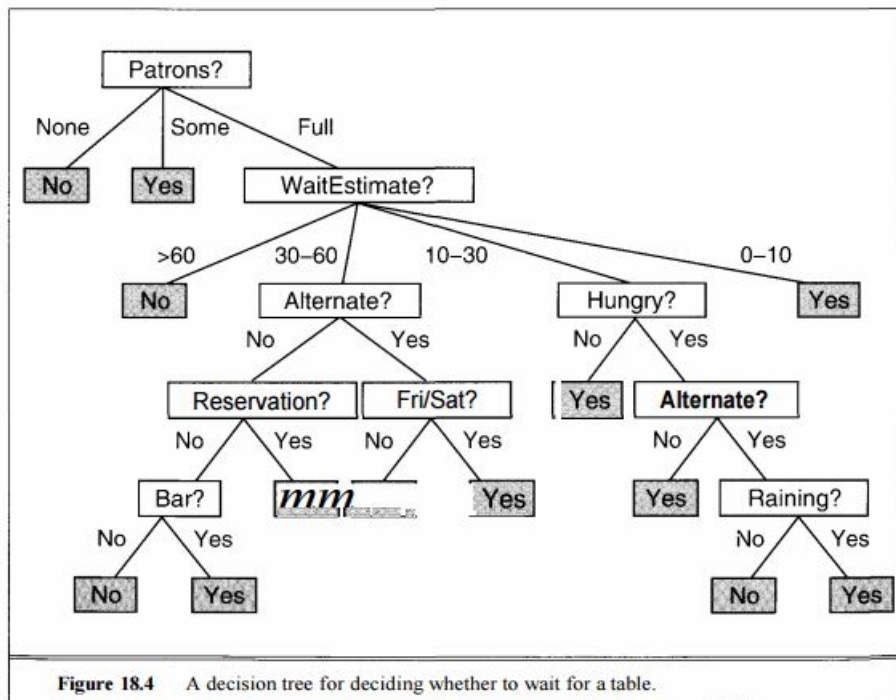 Patrons?
None Some Full
No Yes WaitEstimate?
>60 30–60 10–30 0–10
No Alternate? Hungry? Yes
No Yes No Yes
Reservation? Fri/Sat? Yes Alternate?
No Yes No Yes No Yes
Bar? mm Yes Yes Raining?
No Yes No Yes
No Yes No Yes
Figure 18.4 A decision tree for deciding whether to wait for a table.